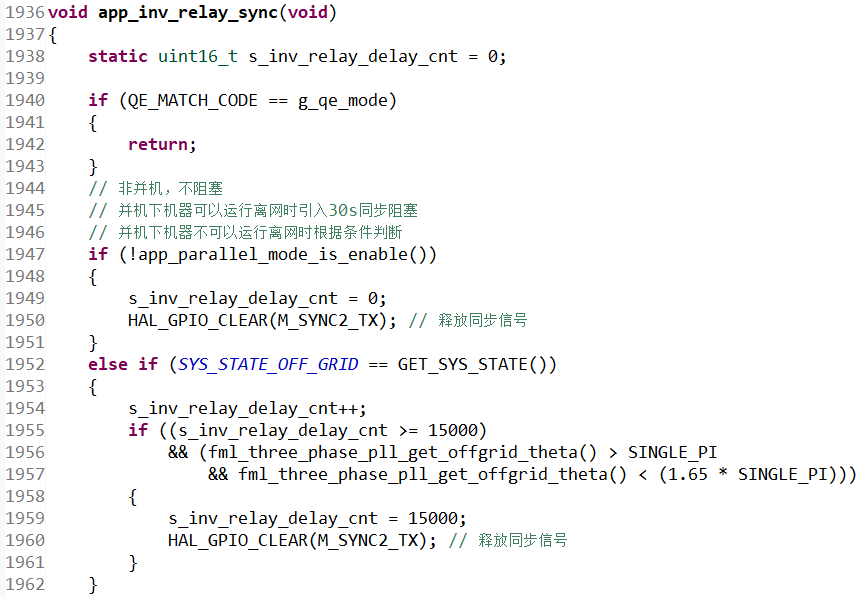 1936 void app_inv_relay_sync(void)
1937 {
1938     static uint16_t s_inv_relay_delay_cnt = 0;
1939
1940     if (QE_MATCH_CODE == g_qe_mode)
1941     {
1942         return;
1943     }
1944     // 非并机，不阻塞
1945     // 并机下机器可以运行离网时引入30s同步阻塞
1946     // 并机下机器不可以运行离网时根据条件判断
1947     if (!app_parallel_mode_is_enable())
1948     {
1949         s_inv_relay_delay_cnt = 0;
1950         HAL_GPIO_CLEAR(M_SYNC2_TX); // 释放同步信号
1951     }
1952     else if (SYS_STATE_OFF_GRID == GET_SYS_STATE())
1953     {
1954         s_inv_relay_delay_cnt++;
1955         if ((s_inv_relay_delay_cnt >= 15000)
1956             && (fml_three_phase_pll_get_offgrid_theta() > SINGLE_PI
1957                 && fml_three_phase_pll_get_offgrid_theta() < (1.65 * SINGLE_PI)))
1958         {
1959             s_inv_relay_delay_cnt = 15000;
1960             HAL_GPIO_CLEAR(M_SYNC2_TX); // 释放同步信号
1961         }
1962     }